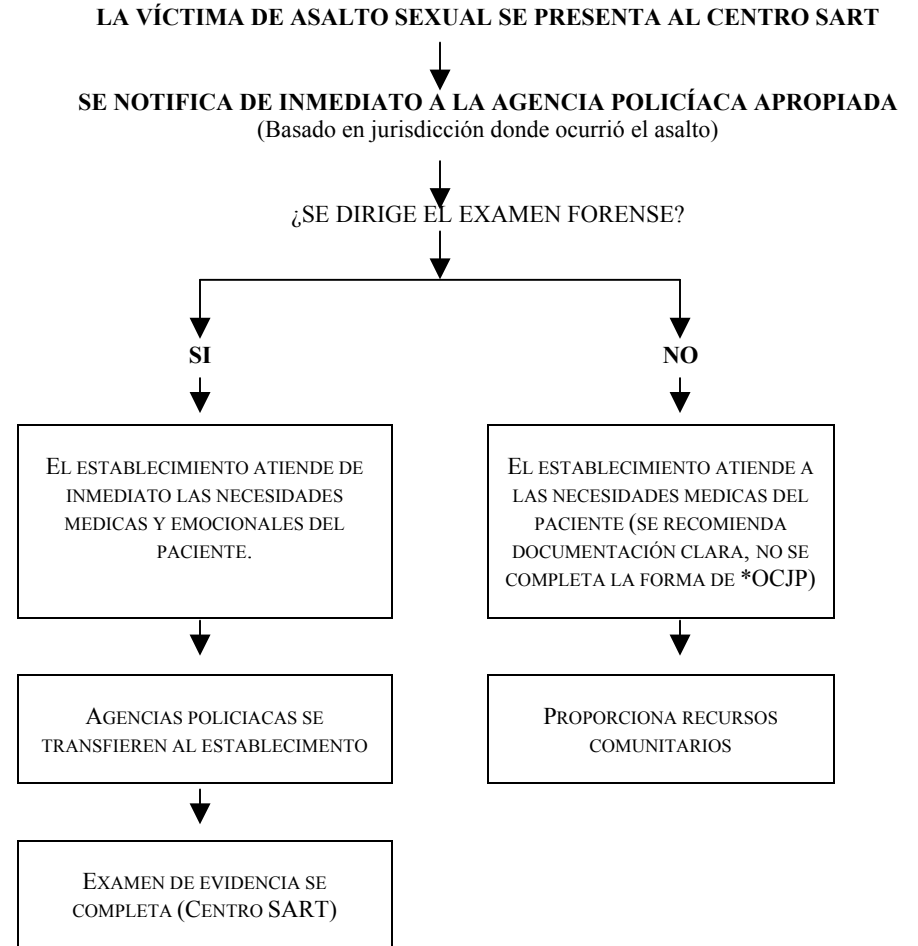 LA VÍCTIMA DE ASALTO SEXUAL SE PRESENTA AL CENTRO SART
SE NOTIFICA DE INMEDIATO A LA AGENCIA POLICÍACA APROPIADA
(Basado en jurisdicción donde ocurrió el asalto)
¿SE DIRIGE EL EXAMEN FORENSE?
SI
NO
EL ESTABLECIMIENTO ATIENDE DE
INMEDIATO LAS NECESIDADES
MEDICAS Y EMOCIONALES DEL
PACIENTE.
EL ESTABLECIMIENTO ATIENDE A
LAS NECESIDADES MEDICAS DEL
PACIENTE (SE RECOMIENDA
DOCUMENTACIÓN CLARA, NO SE
COMPLETA LA FORMA DE *OCJP)
AGENCIAS POLICIACAS SE
TRANSFIEREN AL ESTABLECIMENTO
PROPORCIONA RECURSOS
COMUNITARIOS
EXAMEN DE EVIDENCIA SE
COMPLETA (CENTRO SART)